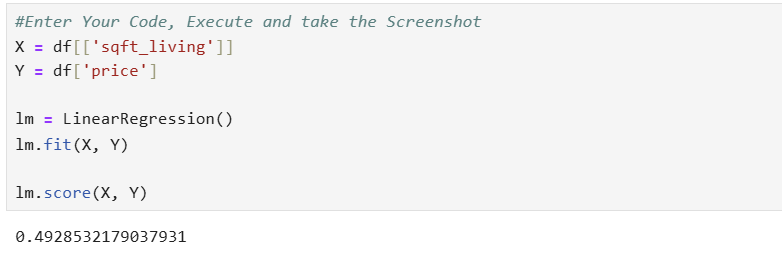 #Enter Your Code, Execute and take the Screenshot
X = df[['sqft_living']]
Y = df['price']
lm = LinearRegression()
lm.fit(X, Y)
lm.score(X, Y)
0.4928532179037931